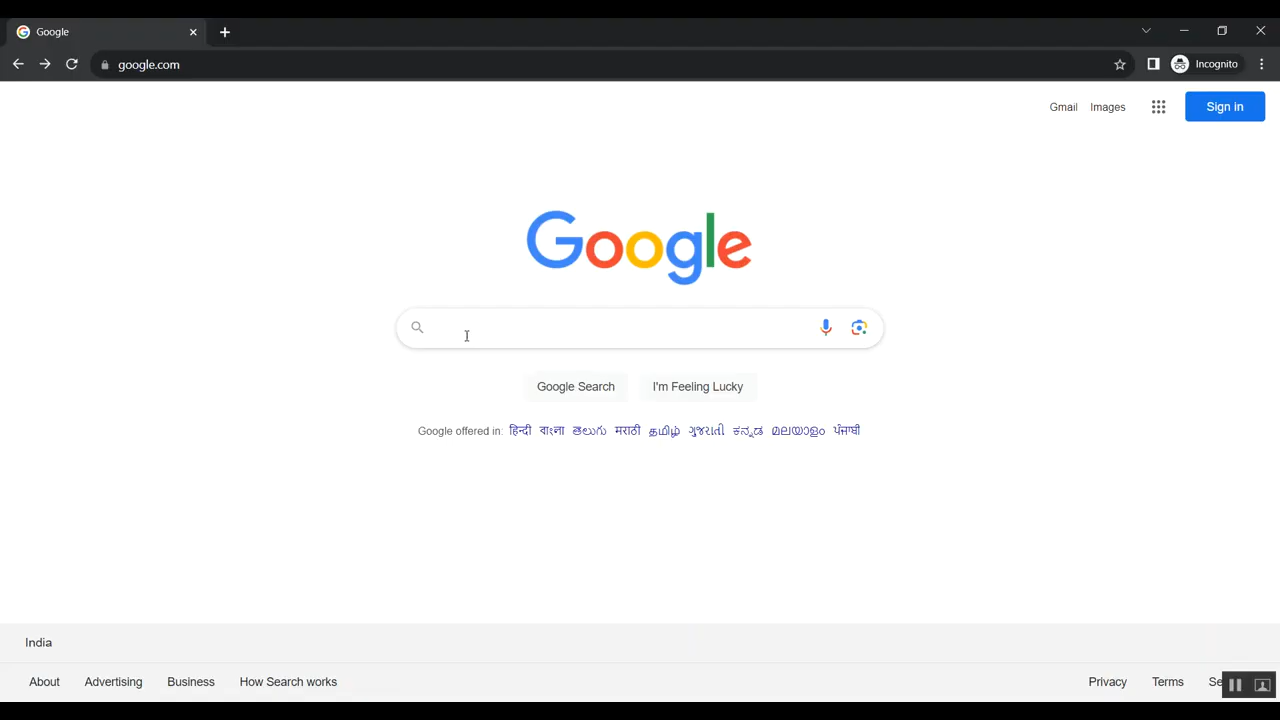 Google
google.com
Incognito
Gmail Images Sign in
Google
Google Search I'm Feeling Lucky
Google offered in: हिन्दी বাংলা తెలుగు मराठी தமிழ் ગુજરાતી ಕನ್ನಡ മലയാളം ਪੰਜਾਬੀ
India
About Advertising Business How Search works Privacy Terms